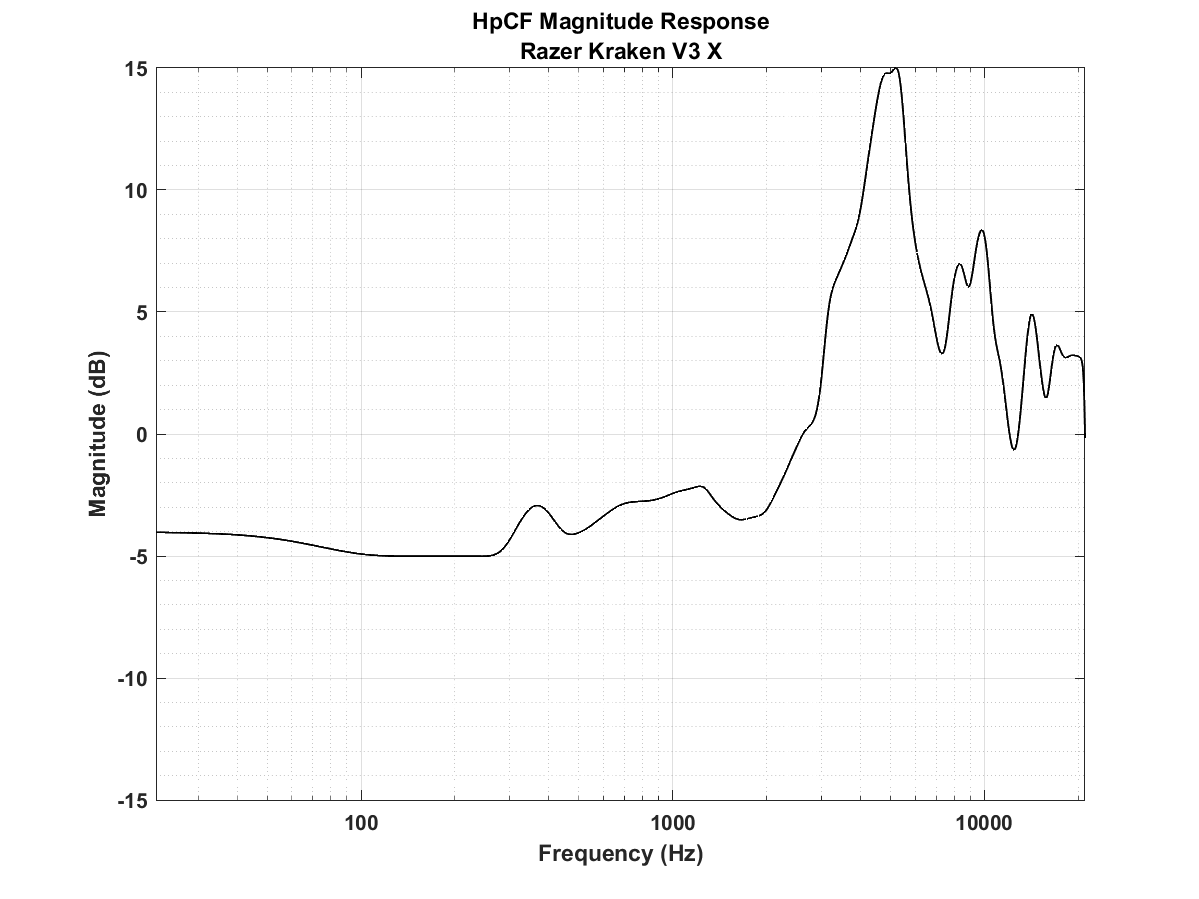 HpCF Magnitude Response
Razer Kraken V3 X
15
10
5
0
-5
-10
-15
Magnitude (dB)
100 1000 10000
Frequency (Hz)